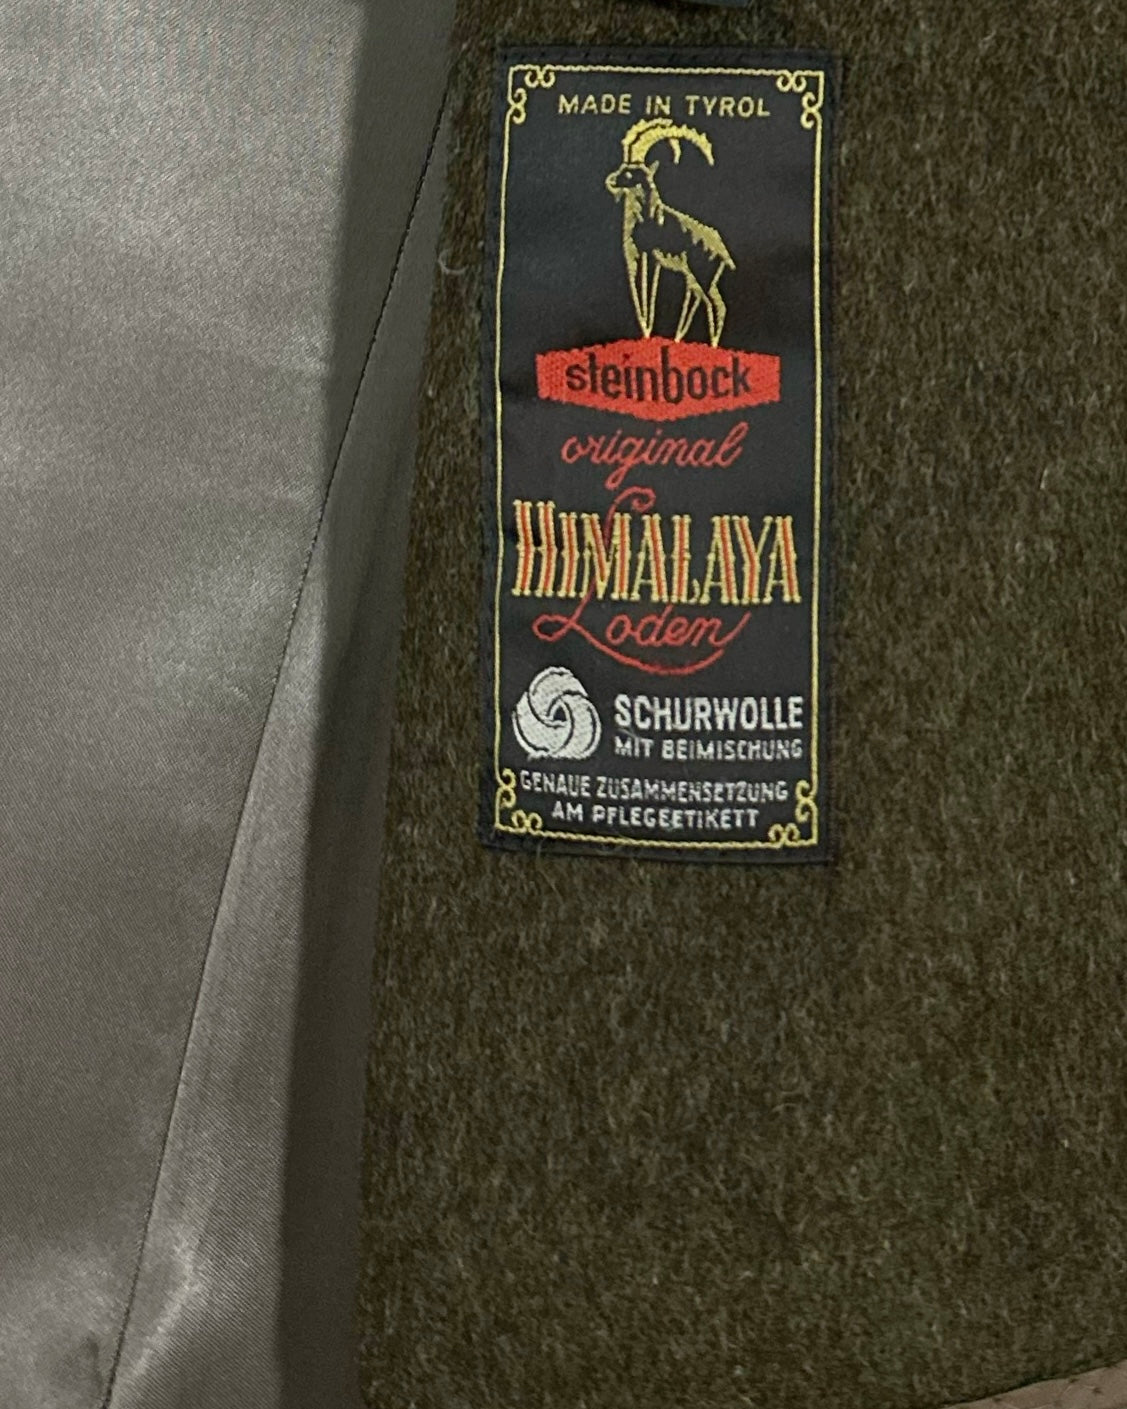 MADE IN TYROL
steinbock
original
HIMALAYA
Loden
SCHURWOLLE
MIT BEIMISCHUNG
GENAUE ZUSAMMENSETZUNG
AM PFLEGEETIKETT